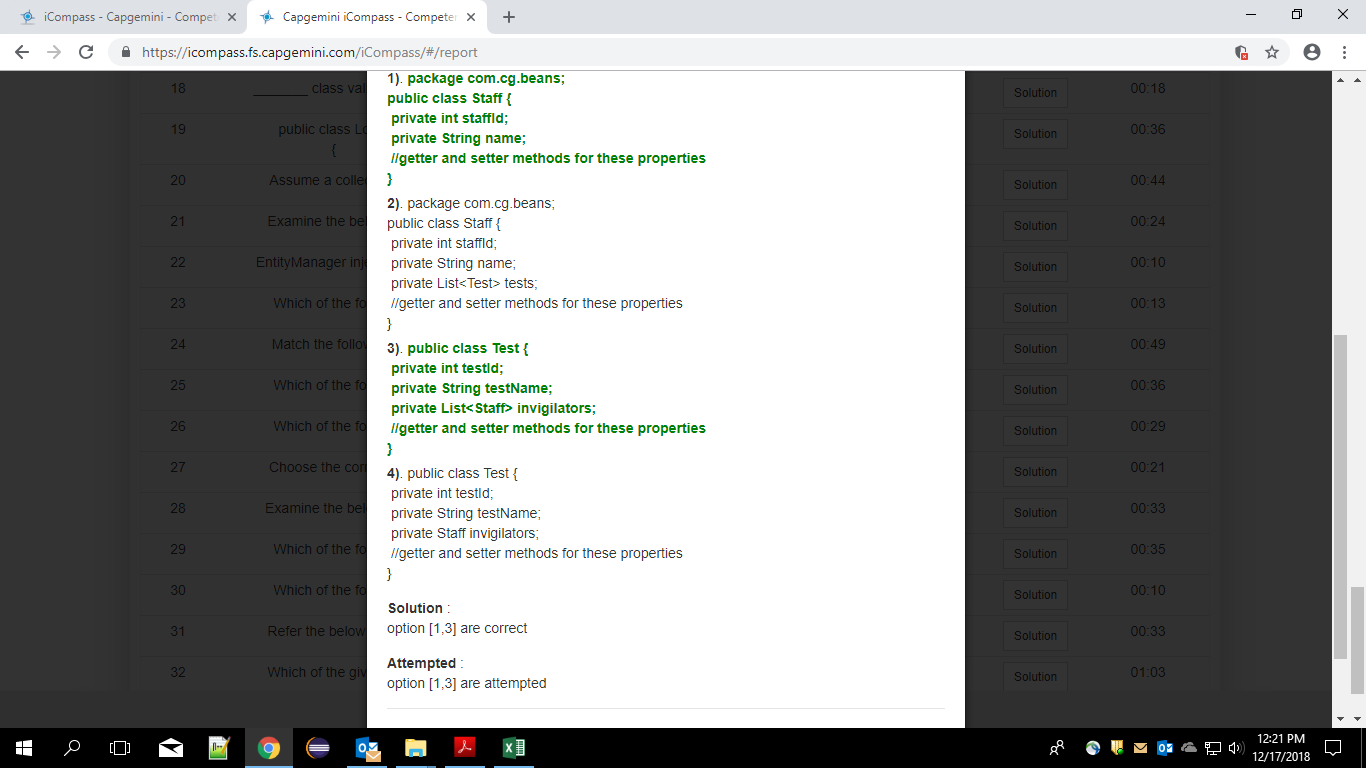 iCompass - Capgemini - Compet
Capgemini iCompass - Competen
https://icompass.fs.capgemini.com/iCompass/#/report
1). package com.cg.beans;
public class Staff {
private int staffId;
private String name;
//getter and setter methods for these properties
}
2). package com.cg.beans;
public class Staff {
private int staffId;
private String name;
private List<Test> tests;
//getter and setter methods for these properties
}
3). public class Test {
private int testId;
private String testName;
private List<Staff> invigilators;
//getter and setter methods for these properties
}
4). public class Test {
private int testId;
private String testName;
private Staff invigilators;
//getter and setter methods for these properties
}
Solution :
option [1,3] are correct
Attempted :
option [1,3] are attempted
18 ________ class val Solution 00:18
19 public class Lo Solution 00:36
{
20 Assume a colle Solution 00:44
21 Examine the bel Solution 00:24
22 EntityManager inje Solution 00:10
23 Which of the fo Solution 00:13
24 Match the follow Solution 00:49
25 Which of the fo Solution 00:36
26 Which of the fo Solution 00:29
27 Choose the corr Solution 00:21
28 Examine the bel Solution 00:33
29 Which of the fo Solution 00:35
30 Which of the fo Solution 00:10
31 Refer the below Solution 00:33
32 Which of the giv Solution 01:03
12:21 PM
12/17/2018